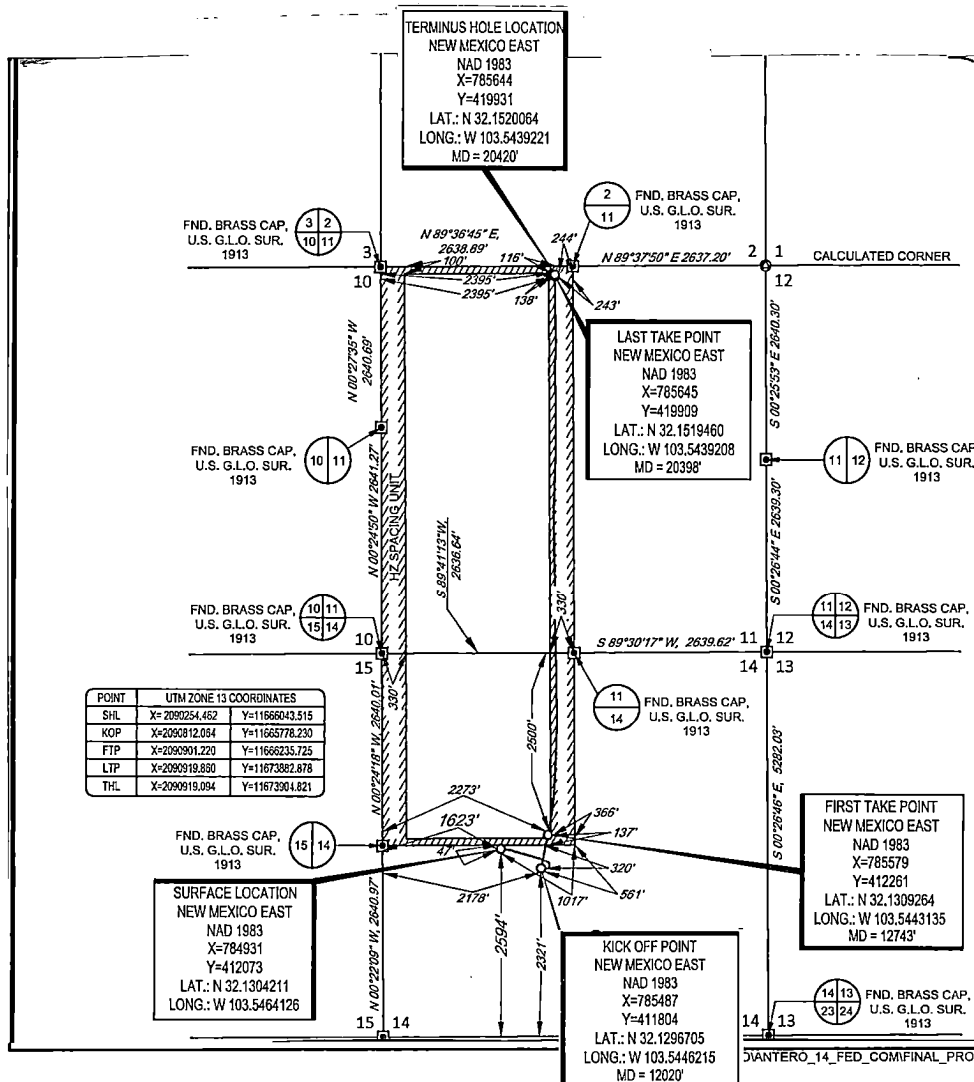 TERMINUS HOLE LOCATION
NEW MEXICO EAST
NAD 1983
X=785644
Y=419931
LAT.: N 32.1520064
LONG.: W 103.5439221
MD = 20420'
FND. BRASS CAP,
U.S. G.L.O. SUR.
1913
3 2
10 11
3
10
N 89°36'45" E,
2638.69'
100'
116'
244'
2395'
2395'
138'
243'
2
11
FND. BRASS CAP,
U.S. G.L.O. SUR.
1913
N 89°37'50" E 2637.20'
2 1
12
CALCULATED CORNER
LAST TAKE POINT
NEW MEXICO EAST
NAD 1983
X=785645
Y=419909
LAT.: N 32.1519460
LONG.: W 103.5439208
MD = 20398'
N 00°27'35" W
2640.69'
S 00°25'53" E 2640.30'
FND. BRASS CAP,
U.S. G.L.O. SUR.
1913
10 11
11 12
FND. BRASS CAP,
U.S. G.L.O. SUR.
1913
N 00°24'50" W 2641.27'
HZ SPACING UNIT
S 89°41'13" W,
2636.64'
S 00°26'44" E 2639.30'
FND. BRASS CAP,
U.S. G.L.O. SUR.
1913
10 11
15 14
10
15
330'
330'
S 89°30'17" W, 2639.62'
11 12
14 13
11 12
14 13
FND. BRASS CAP,
U.S. G.L.O. SUR.
1913
11
14
FND. BRASS CAP,
U.S. G.L.O. SUR.
1913
POINT UTM ZONE 13 COORDINATES
SHL X=2090254.462 Y=11666043.515
KOP X=2090812.064 Y=11665778.230
FTP X=2090901.220 Y=11666235.725
LTP X=2090919.860 Y=11673882.878
THL X=2090919.094 Y=11673904.821
N 00°24'18" W, 2640.01'
2500'
S 00°26'46" E, 5282.03'
2273'
1623'
366'
137'
47'
320'
561'
1017'
2178'
2594'
2321'
FND. BRASS CAP,
U.S. G.L.O. SUR.
1913
15 14
FIRST TAKE POINT
NEW MEXICO EAST
NAD 1983
X=785579
Y=412261
LAT.: N 32.1309264
LONG.: W 103.5443135
MD = 12743'
SURFACE LOCATION
NEW MEXICO EAST
NAD 1983
X=784931
Y=412073
LAT.: N 32.1304211
LONG.: W 103.5464126
N 00°22'09" W, 2640.97'
KICK OFF POINT
NEW MEXICO EAST
NAD 1983
X=785487
Y=411804
LAT.: N 32.1296705
LONG.: W 103.5446215
MD = 12020'
15 14
14 13
14 13
23 24
FND. BRASS CAP,
U.S. G.L.O. SUR.
1913
ANTERO_14_FED_COM\FINAL_PRO